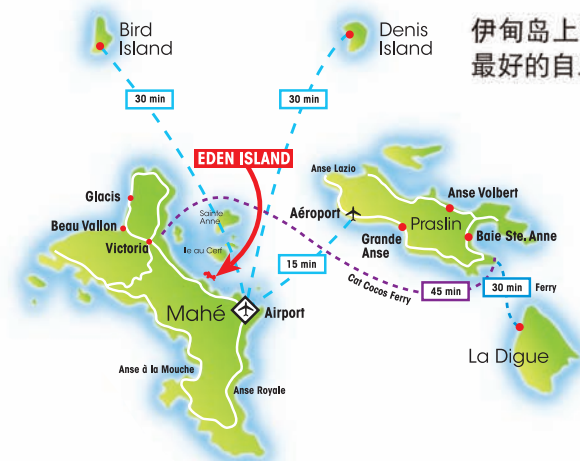 Bird
Island
Denis
Island
伊甸岛上
最好的自
30 min
30 min
EDEN ISLAND
Anse Lazio
Glacis
Sainte
Anne
Aéroport
Anse Volbert
Praslin
Beau Vallon
Victoria
Ile au Cerf
Grande
Anse
Baie Ste. Anne
15 min
Cat Cocos Ferry
45 min
30 min
Ferry
Mahé
Airport
La Digue
Anse à la Mouche
Anse Royale